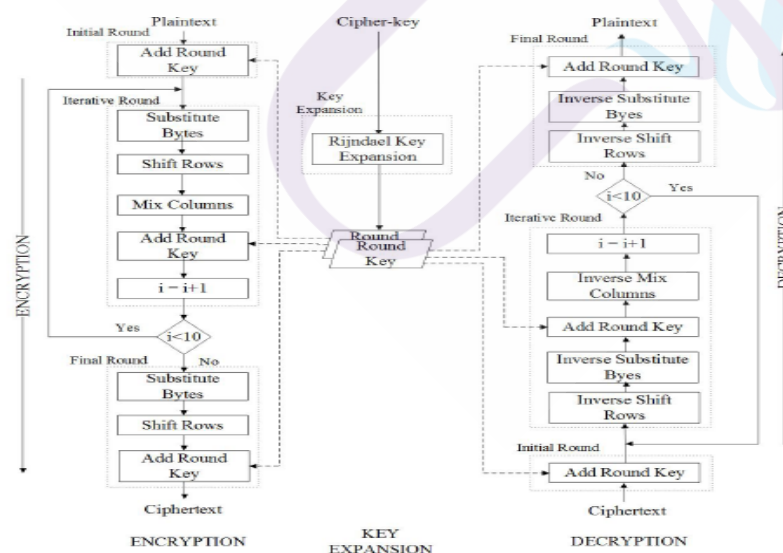 Plaintext
Initial Round
Add Round
Key
Iterative Round
Substitute
Bytes
Shift Rows
Mix Columns
Add Round
Key
i = i+1
Yes
i<10
No
Final Round
Substitute
Bytes
Shift Rows
Add Round
Key
Ciphertext
ENCRYPTION
ENCRYPTION
Cipher-key
Key
Expansion
Rijndael Key
Expansion
Round
Round
Key
KEY
EXPANSION
Plaintext
Final Round
Add Round Key
Inverse Substitute
Byes
Inverse Shift
Rows
No
i<10
Yes
Iterative Round
i = i+1
Inverse Mix
Columns
Add Round Key
Inverse Substitute
Byes
Inverse Shift
Rows
Initial Round
Add Round Key
Ciphertext
DECRYPTION
DECRYPTION